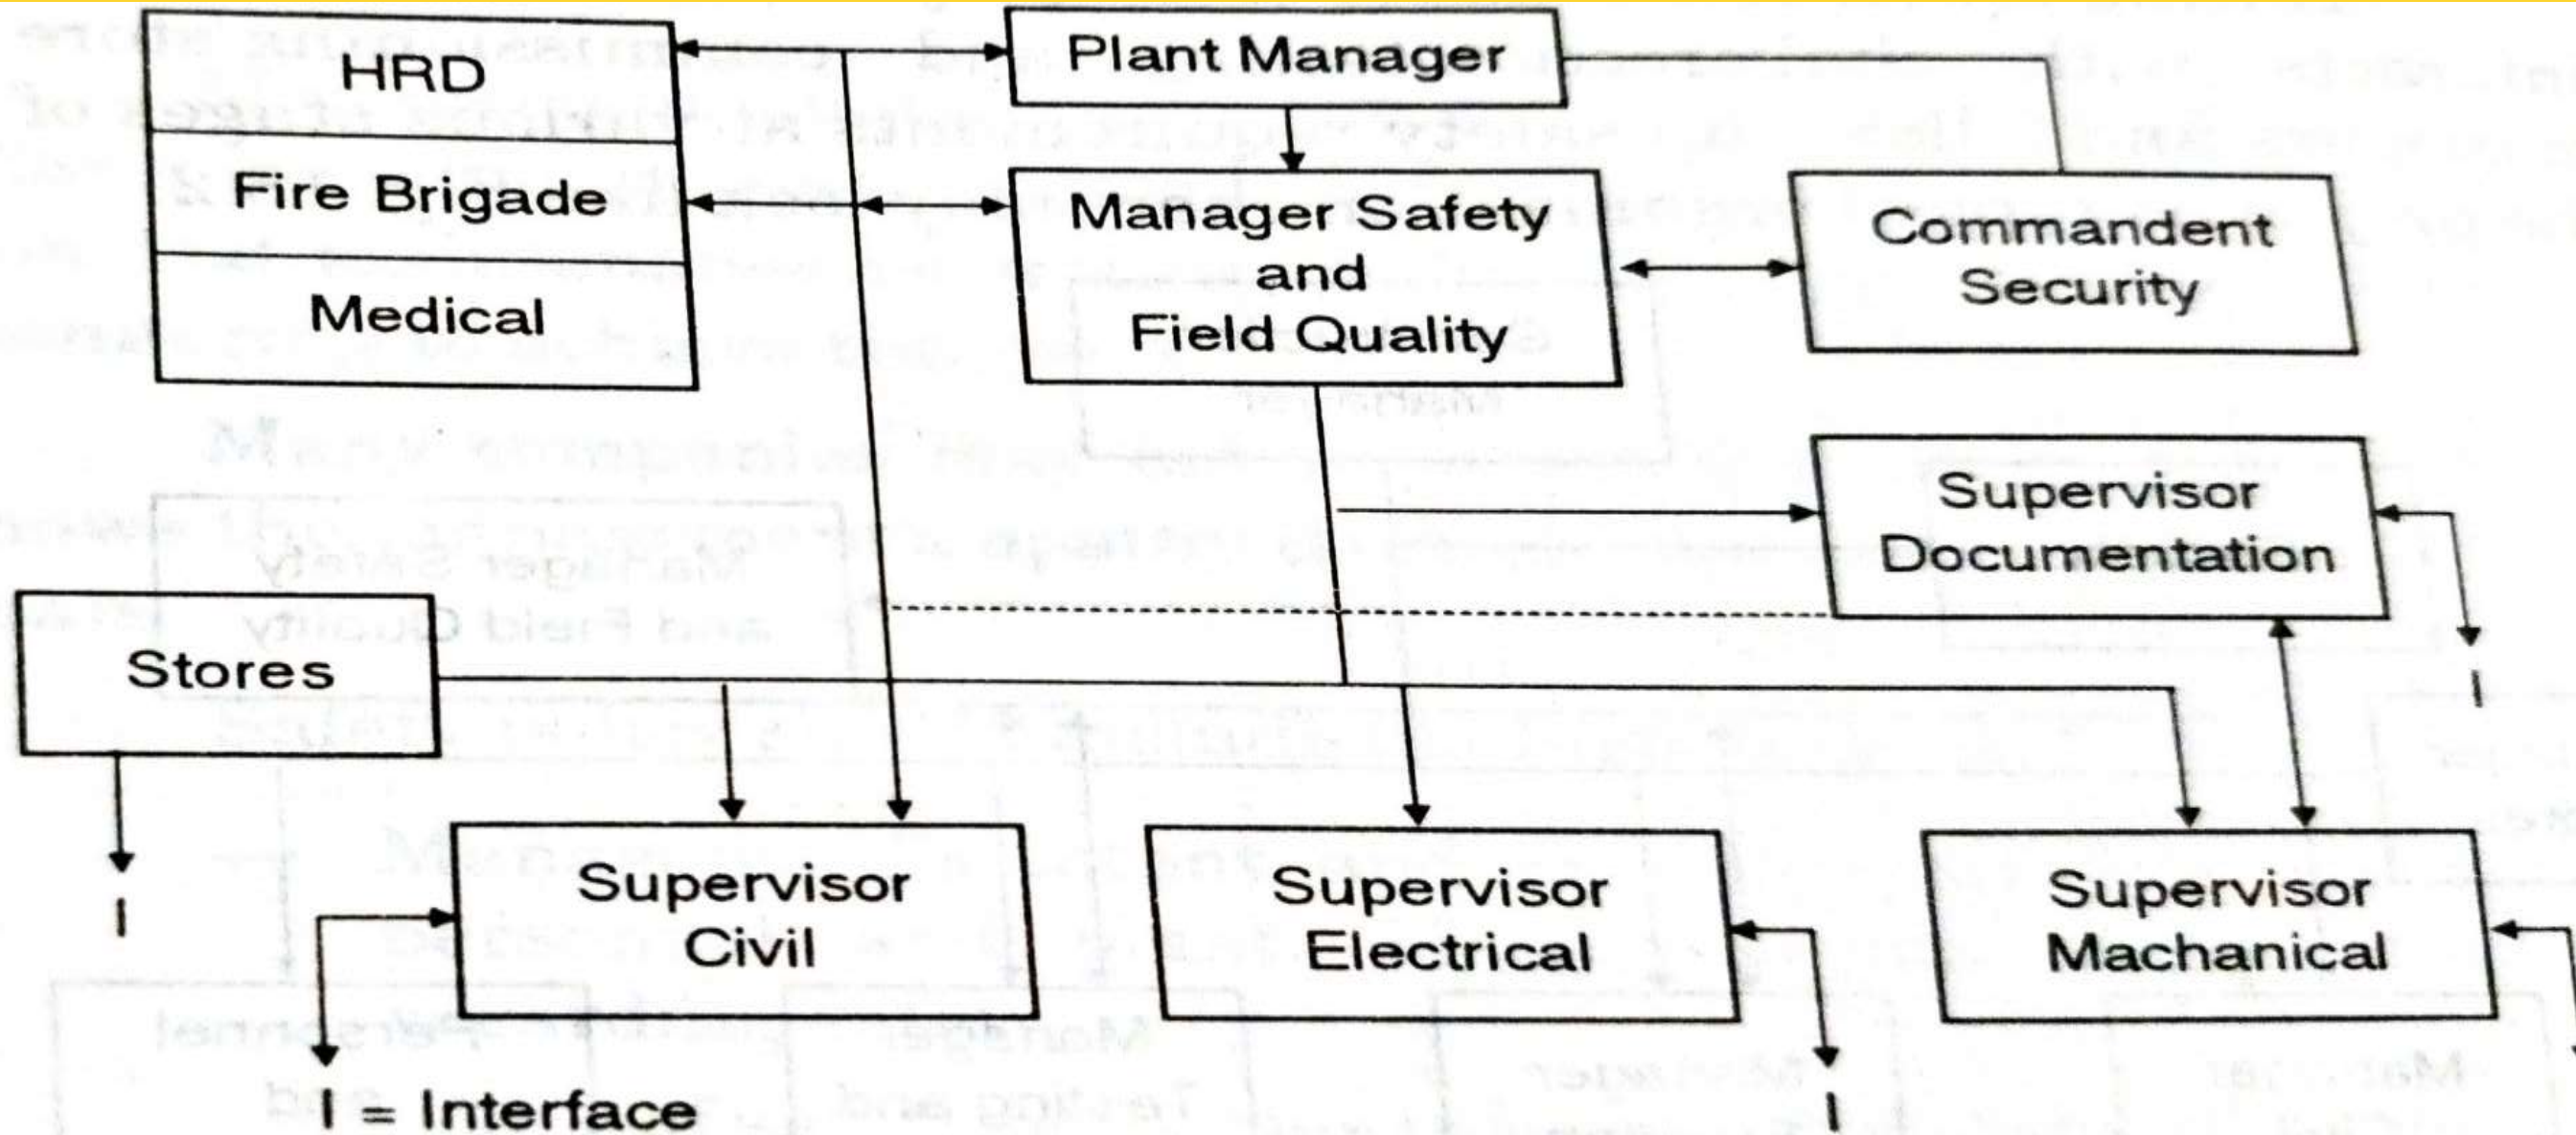 HRD
Fire Brigade
Medical
Plant Manager
Manager Safety
and
Field Quality
Commandent
Security
Supervisor
Documentation
I
Stores
I
Supervisor
Civil
Supervisor
Electrical
Supervisor
Machanical
I = Interface
I